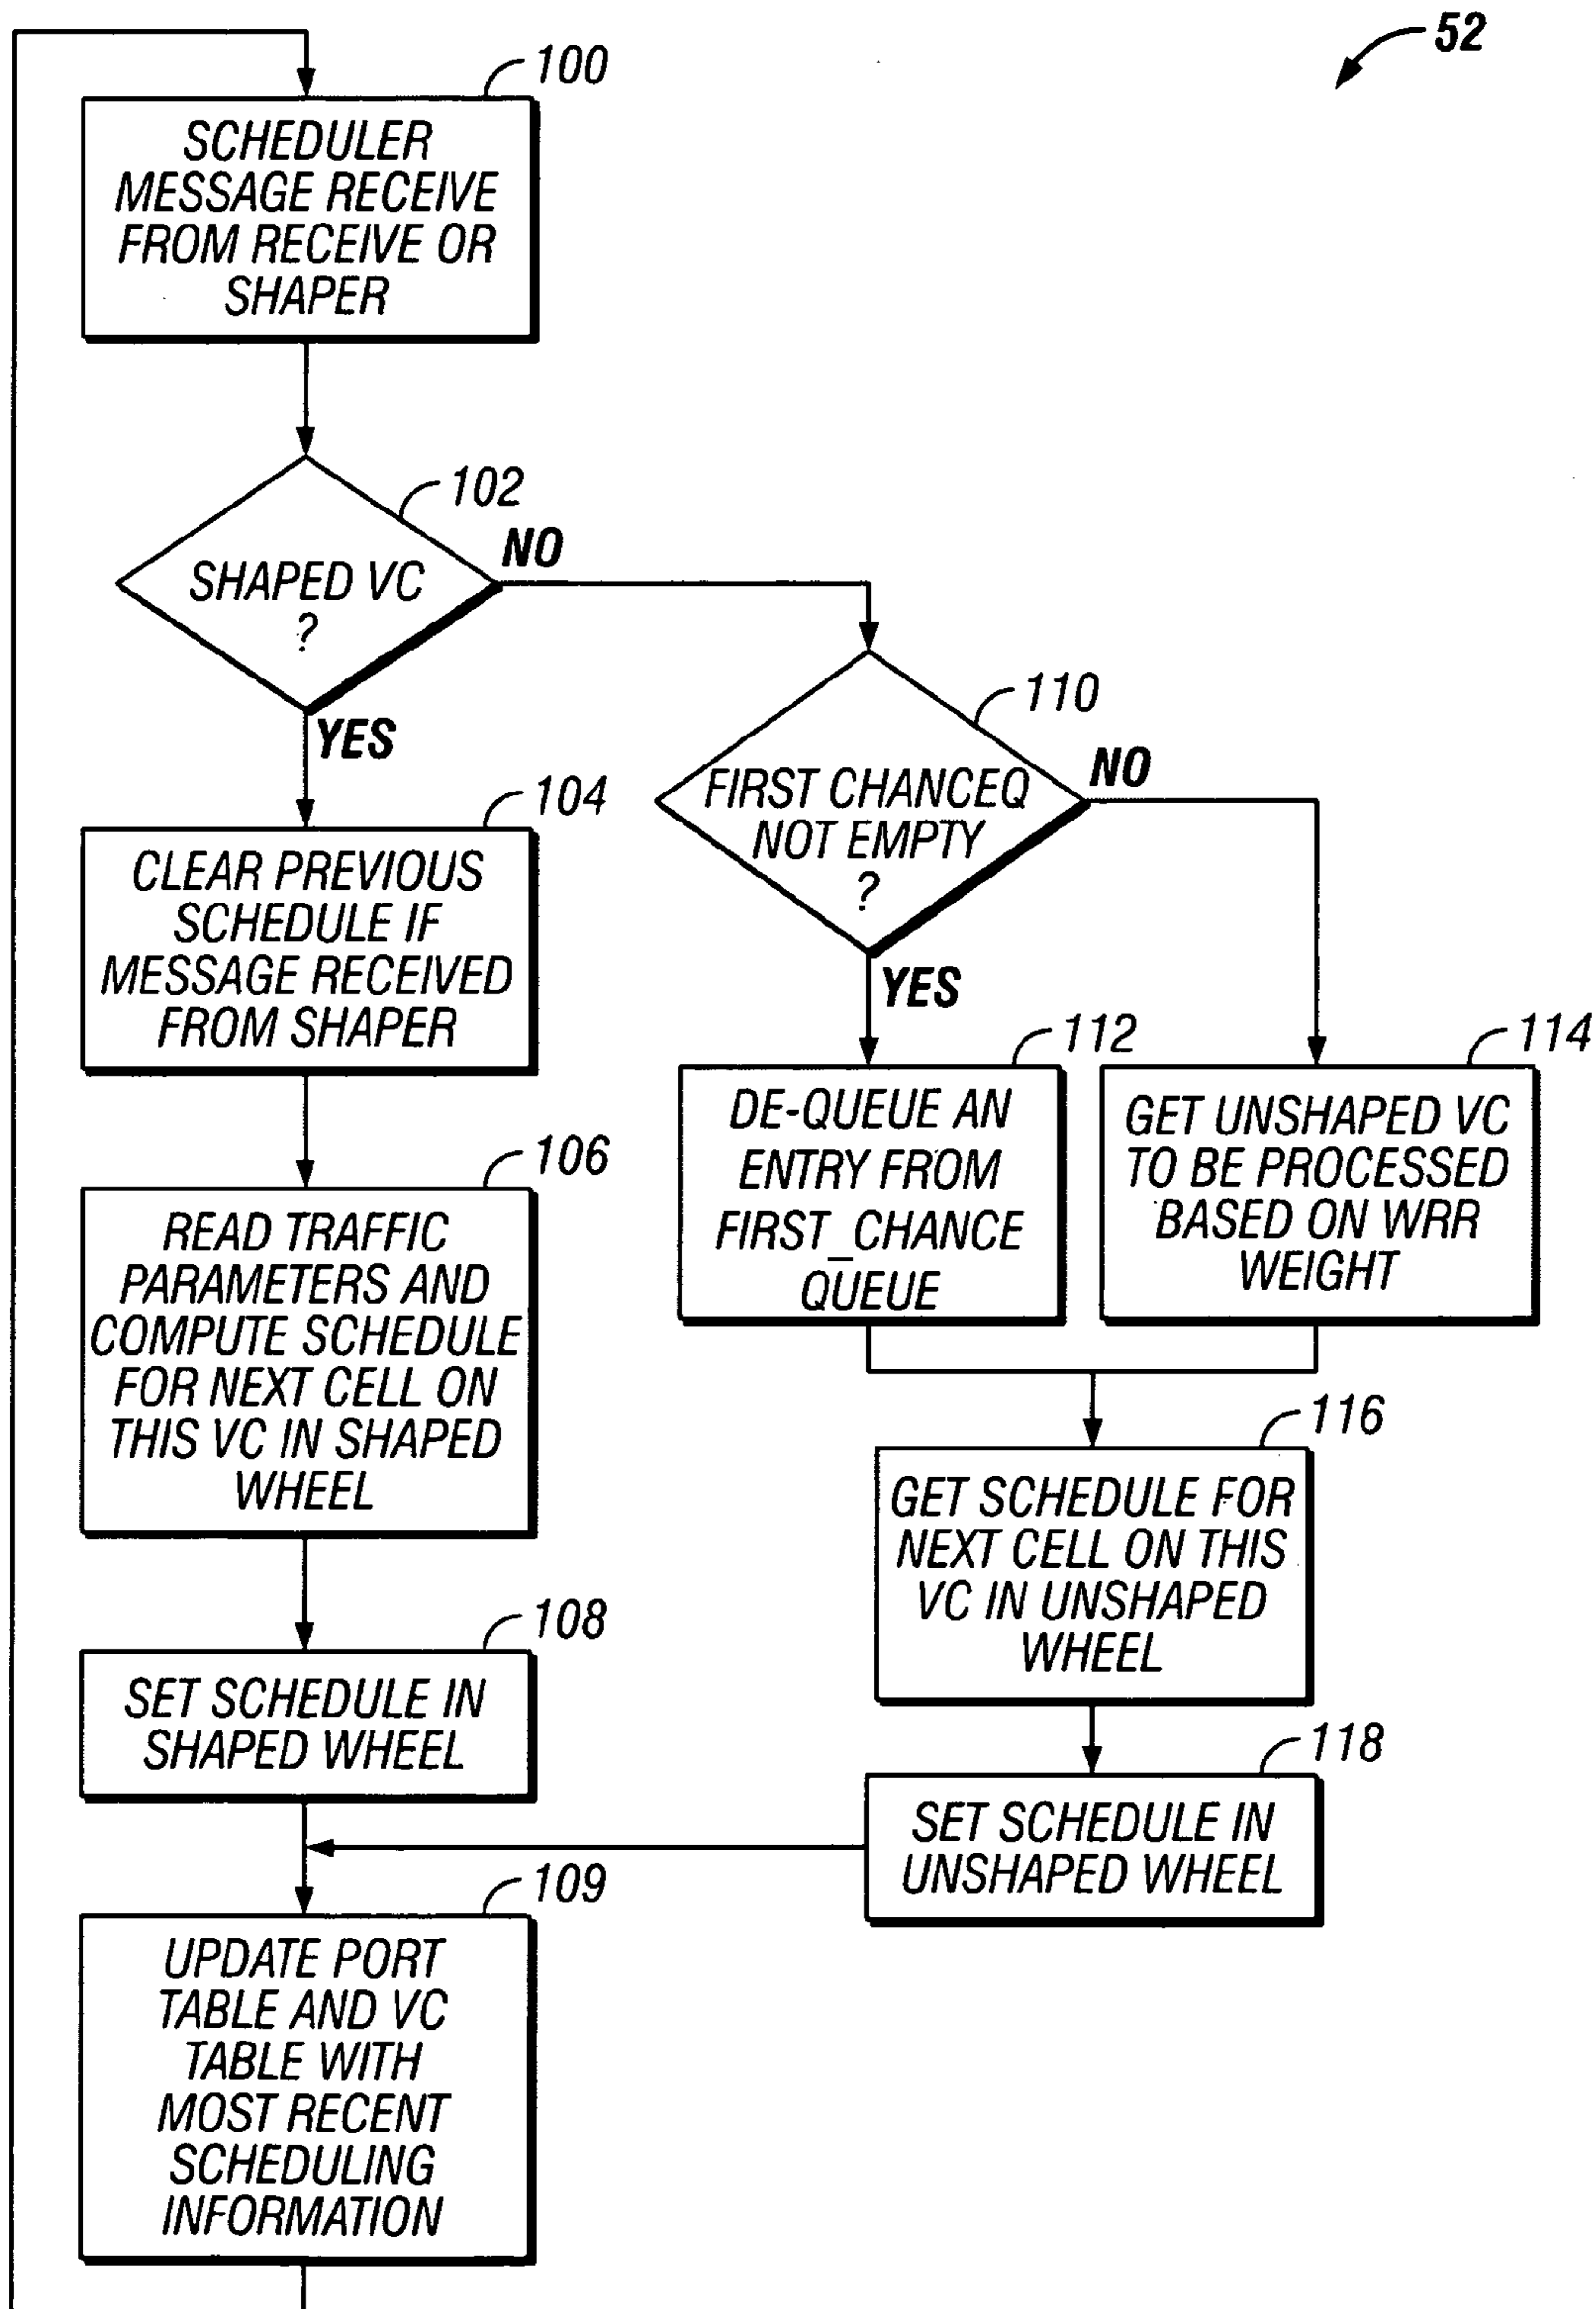 52
100
SCHEDULER
MESSAGE RECEIVE
FROM RECEIVE OR
SHAPER
102
SHAPED VC
?
NO
YES
104
CLEAR PREVIOUS
SCHEDULE IF
MESSAGE RECEIVED
FROM SHAPER
106
READ TRAFFIC
PARAMETERS AND
COMPUTE SCHEDULE
FOR NEXT CELL ON
THIS VC IN SHAPED
WHEEL
108
SET SCHEDULE IN
SHAPED WHEEL
109
UPDATE PORT
TABLE AND VC
TABLE WITH
MOST RECENT
SCHEDULING
INFORMATION
110
FIRST CHANCEQ
NOT EMPTY
?
NO
YES
112
DE-QUEUE AN
ENTRY FROM
FIRST_CHANCE
QUEUE
114
GET UNSHAPED VC
TO BE PROCESSED
BASED ON WRR
WEIGHT
116
GET SCHEDULE FOR
NEXT CELL ON THIS
VC IN UNSHAPED
WHEEL
118
SET SCHEDULE IN
UNSHAPED WHEEL